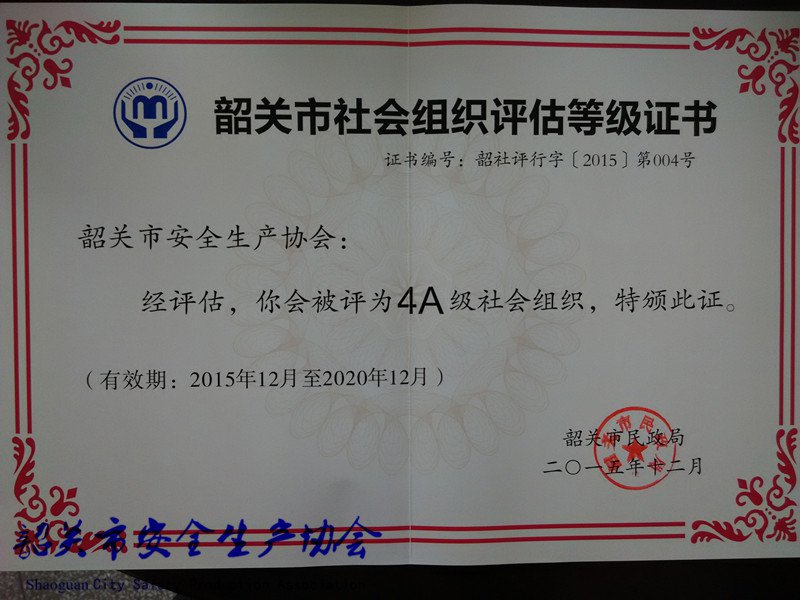 韶关市社会组织评估等级证书
证书编号：韶社评行字〔2015〕第004号
韶关市安全生产协会：
经评估，你会被评为4A级社会组织，特颁此证。
（有效期：2015年12月至2020年12月）
韶关市民政局
二〇一五年十二月
韶关市安全生产协会
Shaoguan City Safety Production Association